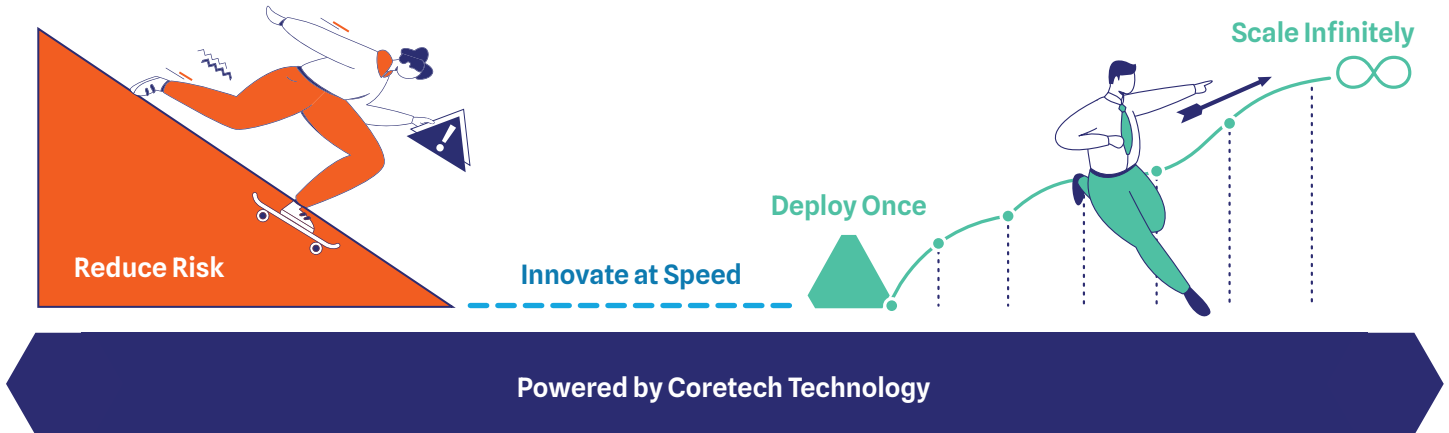 Scale Infinitely
Deploy Once
Innovate at Speed
Reduce Risk
Powered by Coretech Technology